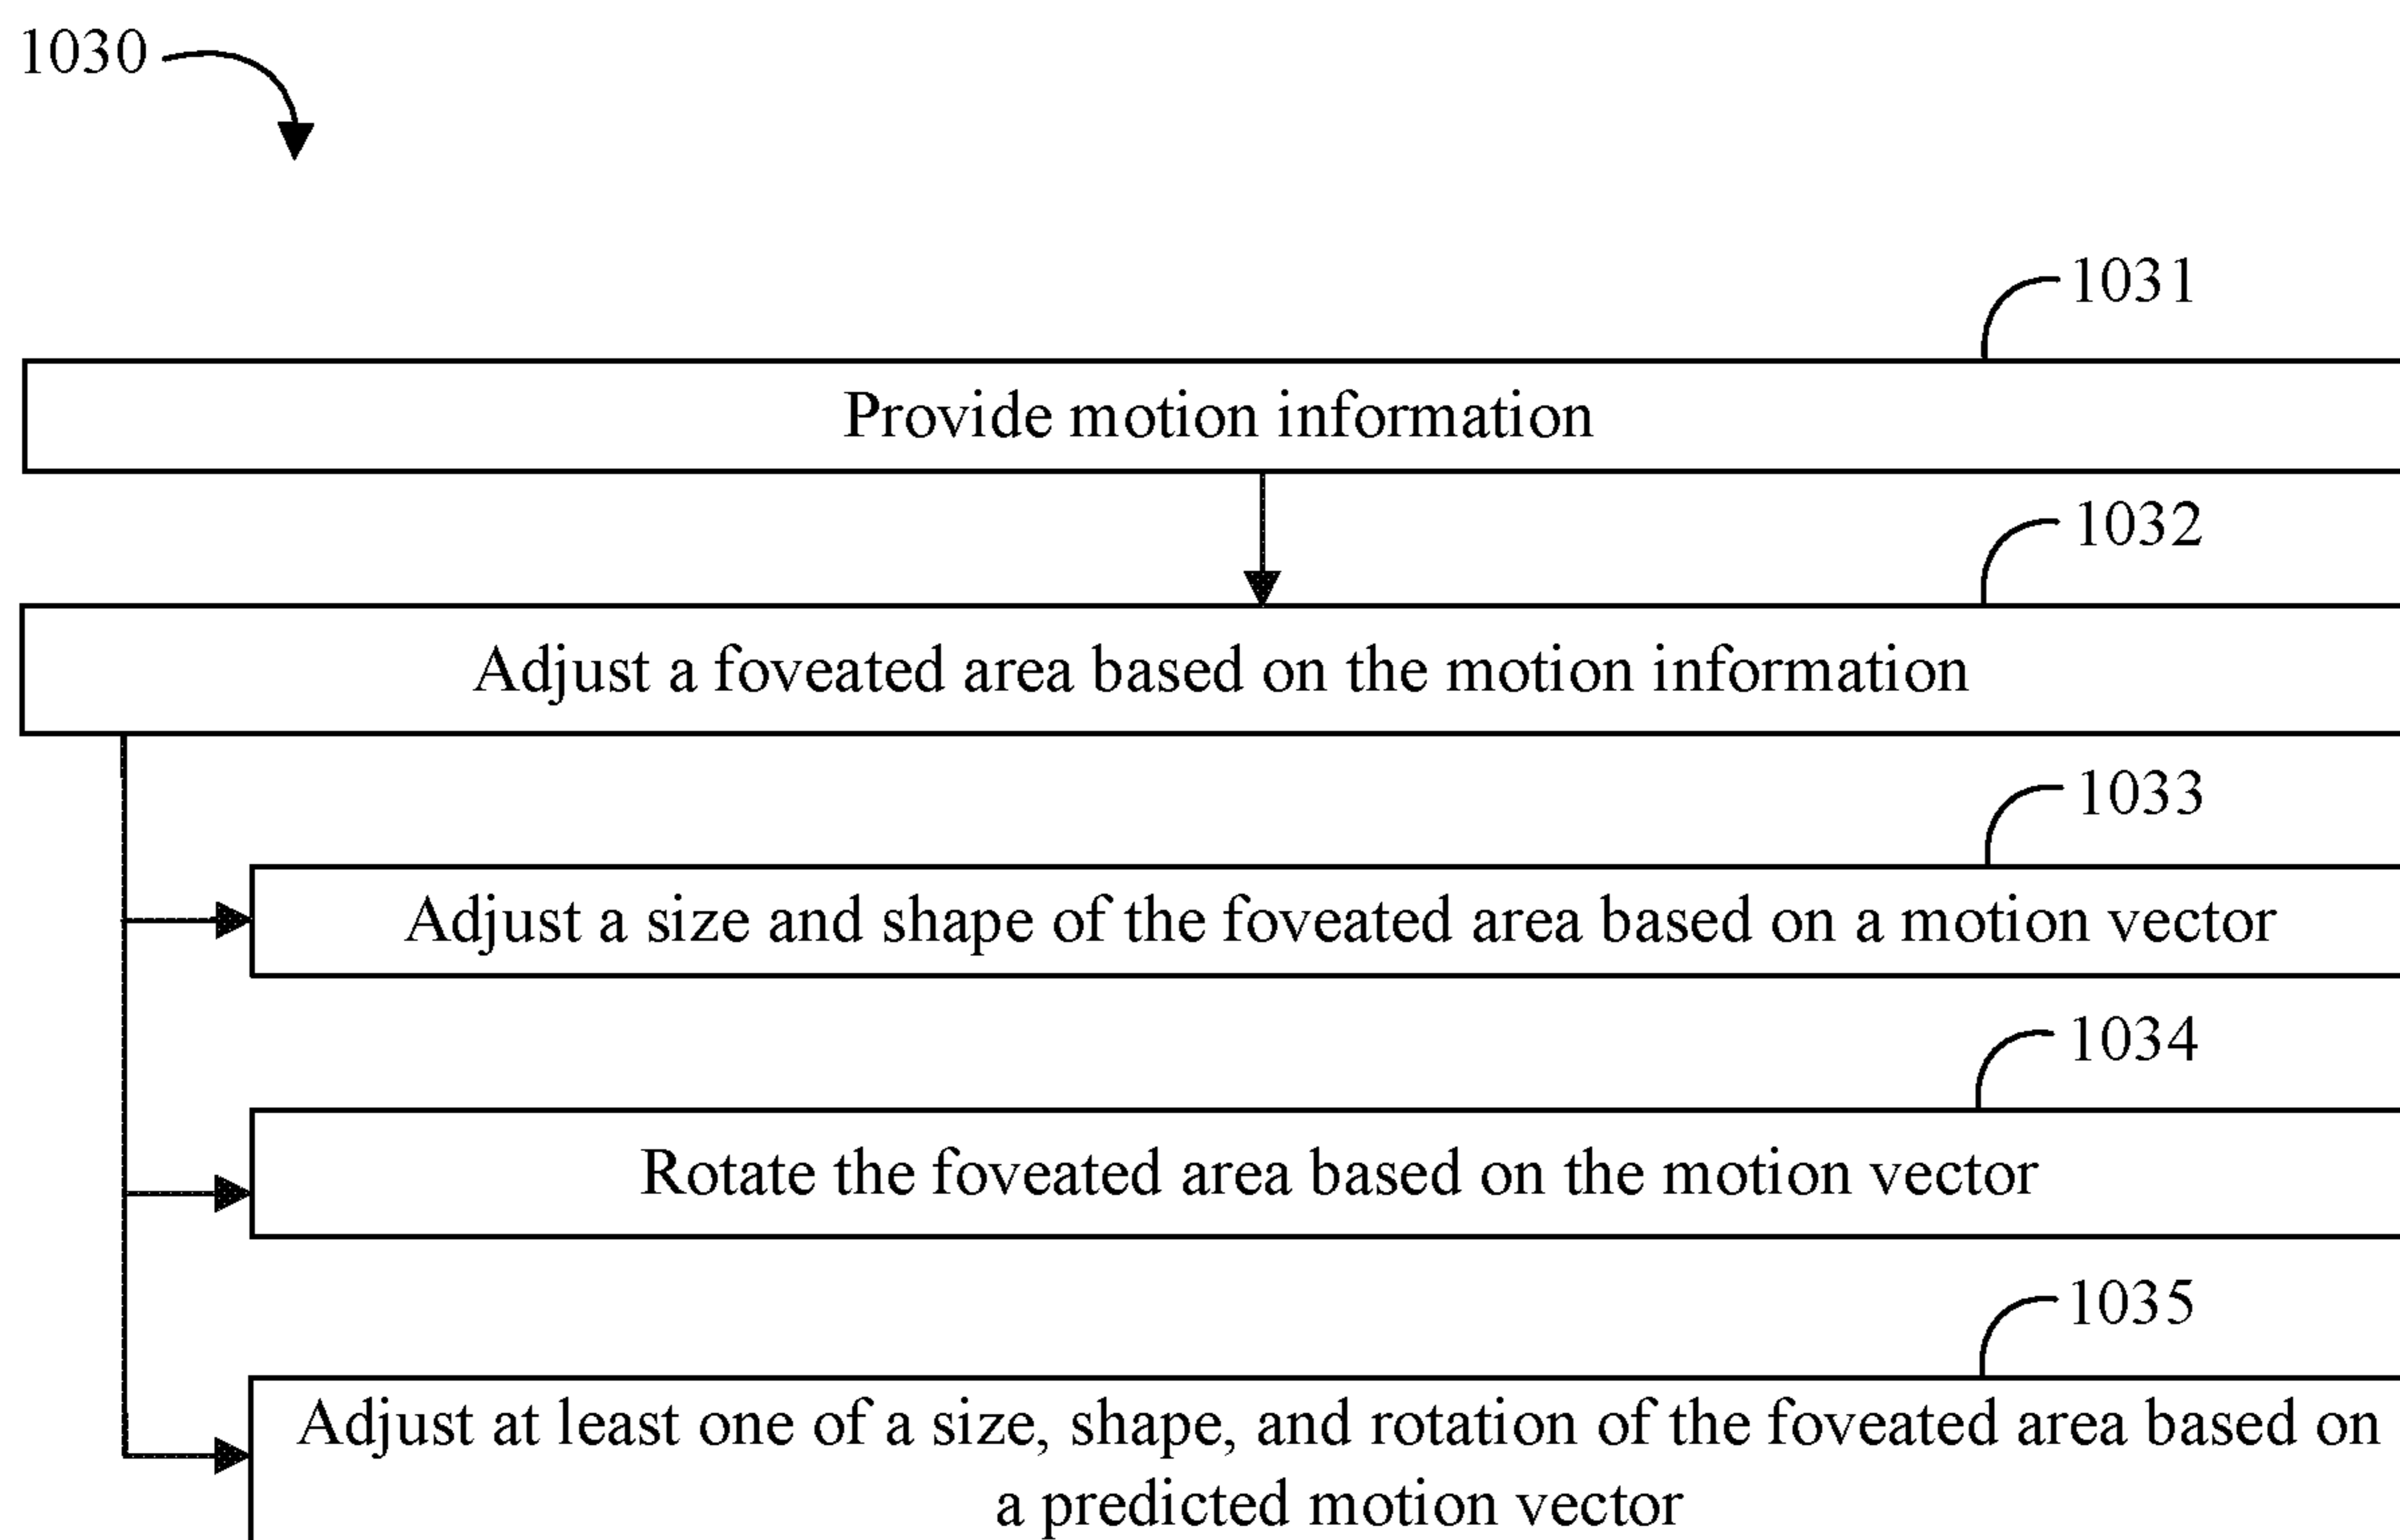 1030
1031
Provide motion information
1032
Adjust a foveated area based on the motion information
1033
Adjust a size and shape of the foveated area based on a motion vector
1034
Rotate the foveated area based on the motion vector
1035
Adjust at least one of a size, shape, and rotation of the foveated area based on
a predicted motion vector